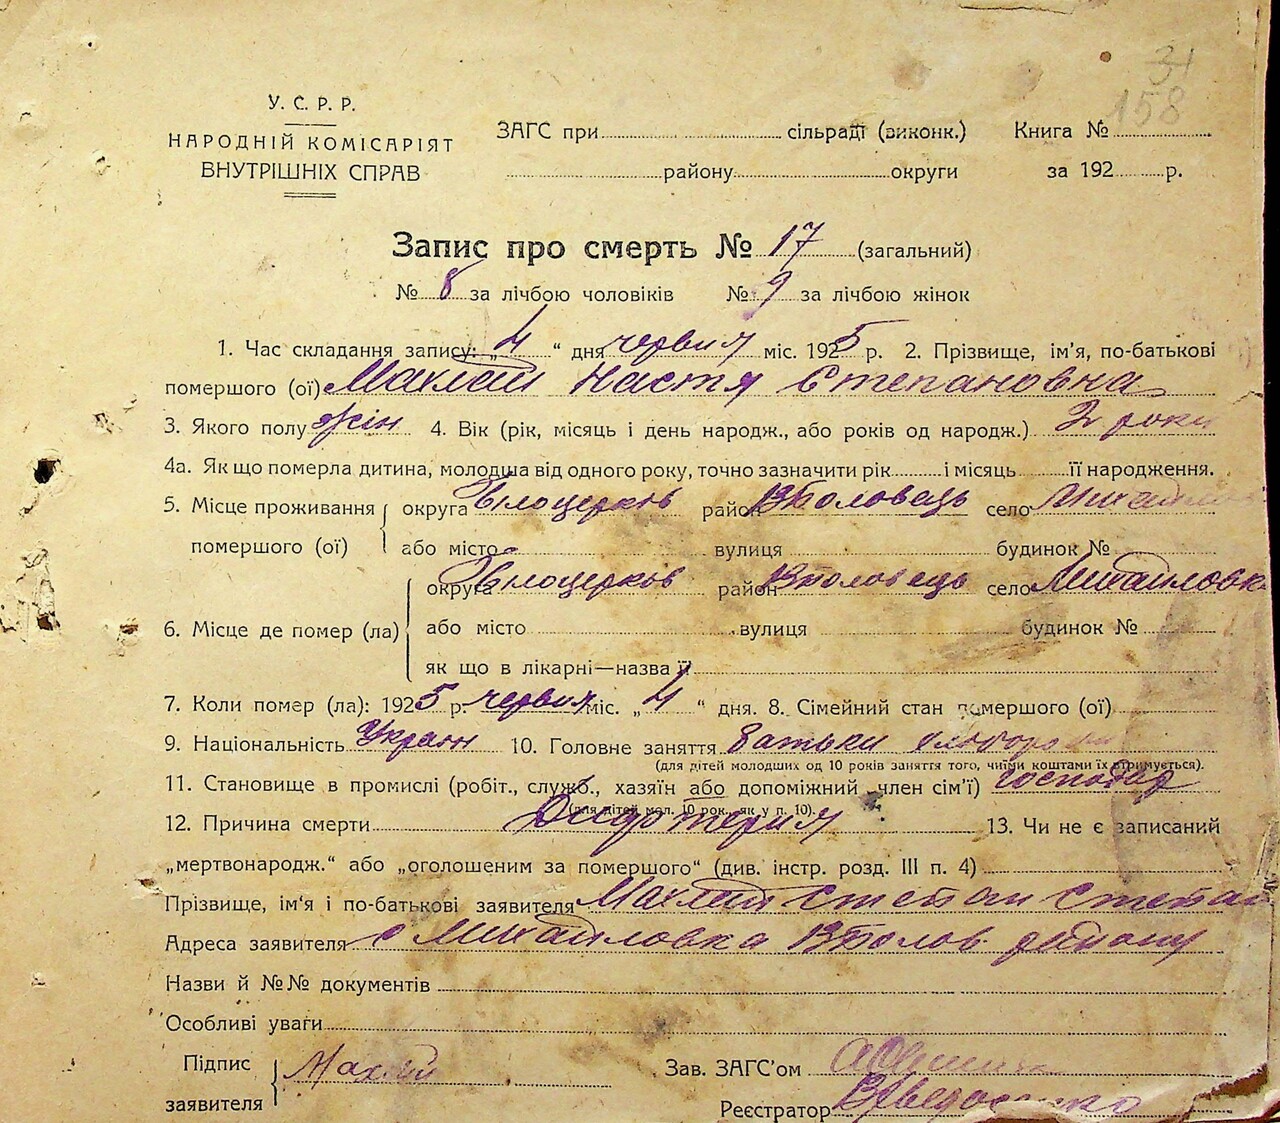 31
158
У. С. Р. Р.
НАРОДНІЙ КОМІСАРІЯТ
ВНУТРІШНІХ СПРАВ
ЗАГС при сільраді (виконк.) Книга №
району округи за 192 р.
Запис про смерть № 17 (загальний)
№ 8 за лічбою чоловіків № 9 за лічбою жінок
1. Час складання запису: „4“ дня червня міс. 1925 р. 2. Прізвище, ім'я, по-батькові
помершого (ої) Махлай Настя Степановна
3. Якого полу жін 4. Вік (рік, місяць і день народж., або років од народж.) 2 роки
4а. Як що померла дитина, молодша від одного року, точно зазначити рік і місяць її народження.
5. Місце проживання округа Білоцерков район село
помершого (ої) або місто вулиця будинок №
округа Білоцерков район село Михайловка
6. Місце де помер (ла) або місто вулиця будинок №
як що в лікарні—назва її
7. Коли помер (ла): 1925 р. червня міс. „4“ дня. 8. Сімейний стан помершого (ої)
9. Національність Україн 10. Головне заняття батьки хлібороби
(для дітей молодших од 10 років заняття того, чиїми коштами їх втримується).
11. Становище в промислі (робіт., служб., хазяїн або допоміжний член сім'ї) господар
(для дітей мол. 10 рок., як у п. 10).
12. Причина смерти 13. Чи не є записаний
„мертвонародж.“ або „оголошеним за помершого“ (див. інстр. розд. III п. 4)
Прізвище, ім'я і по-батькові заявителя Махлай Степан
Адреса заявителя с Михайловка району
Назви й №№ документів
Особливі уваги
Підпис Махлай Зав. ЗАГС'ом
заявителя Реєстратор